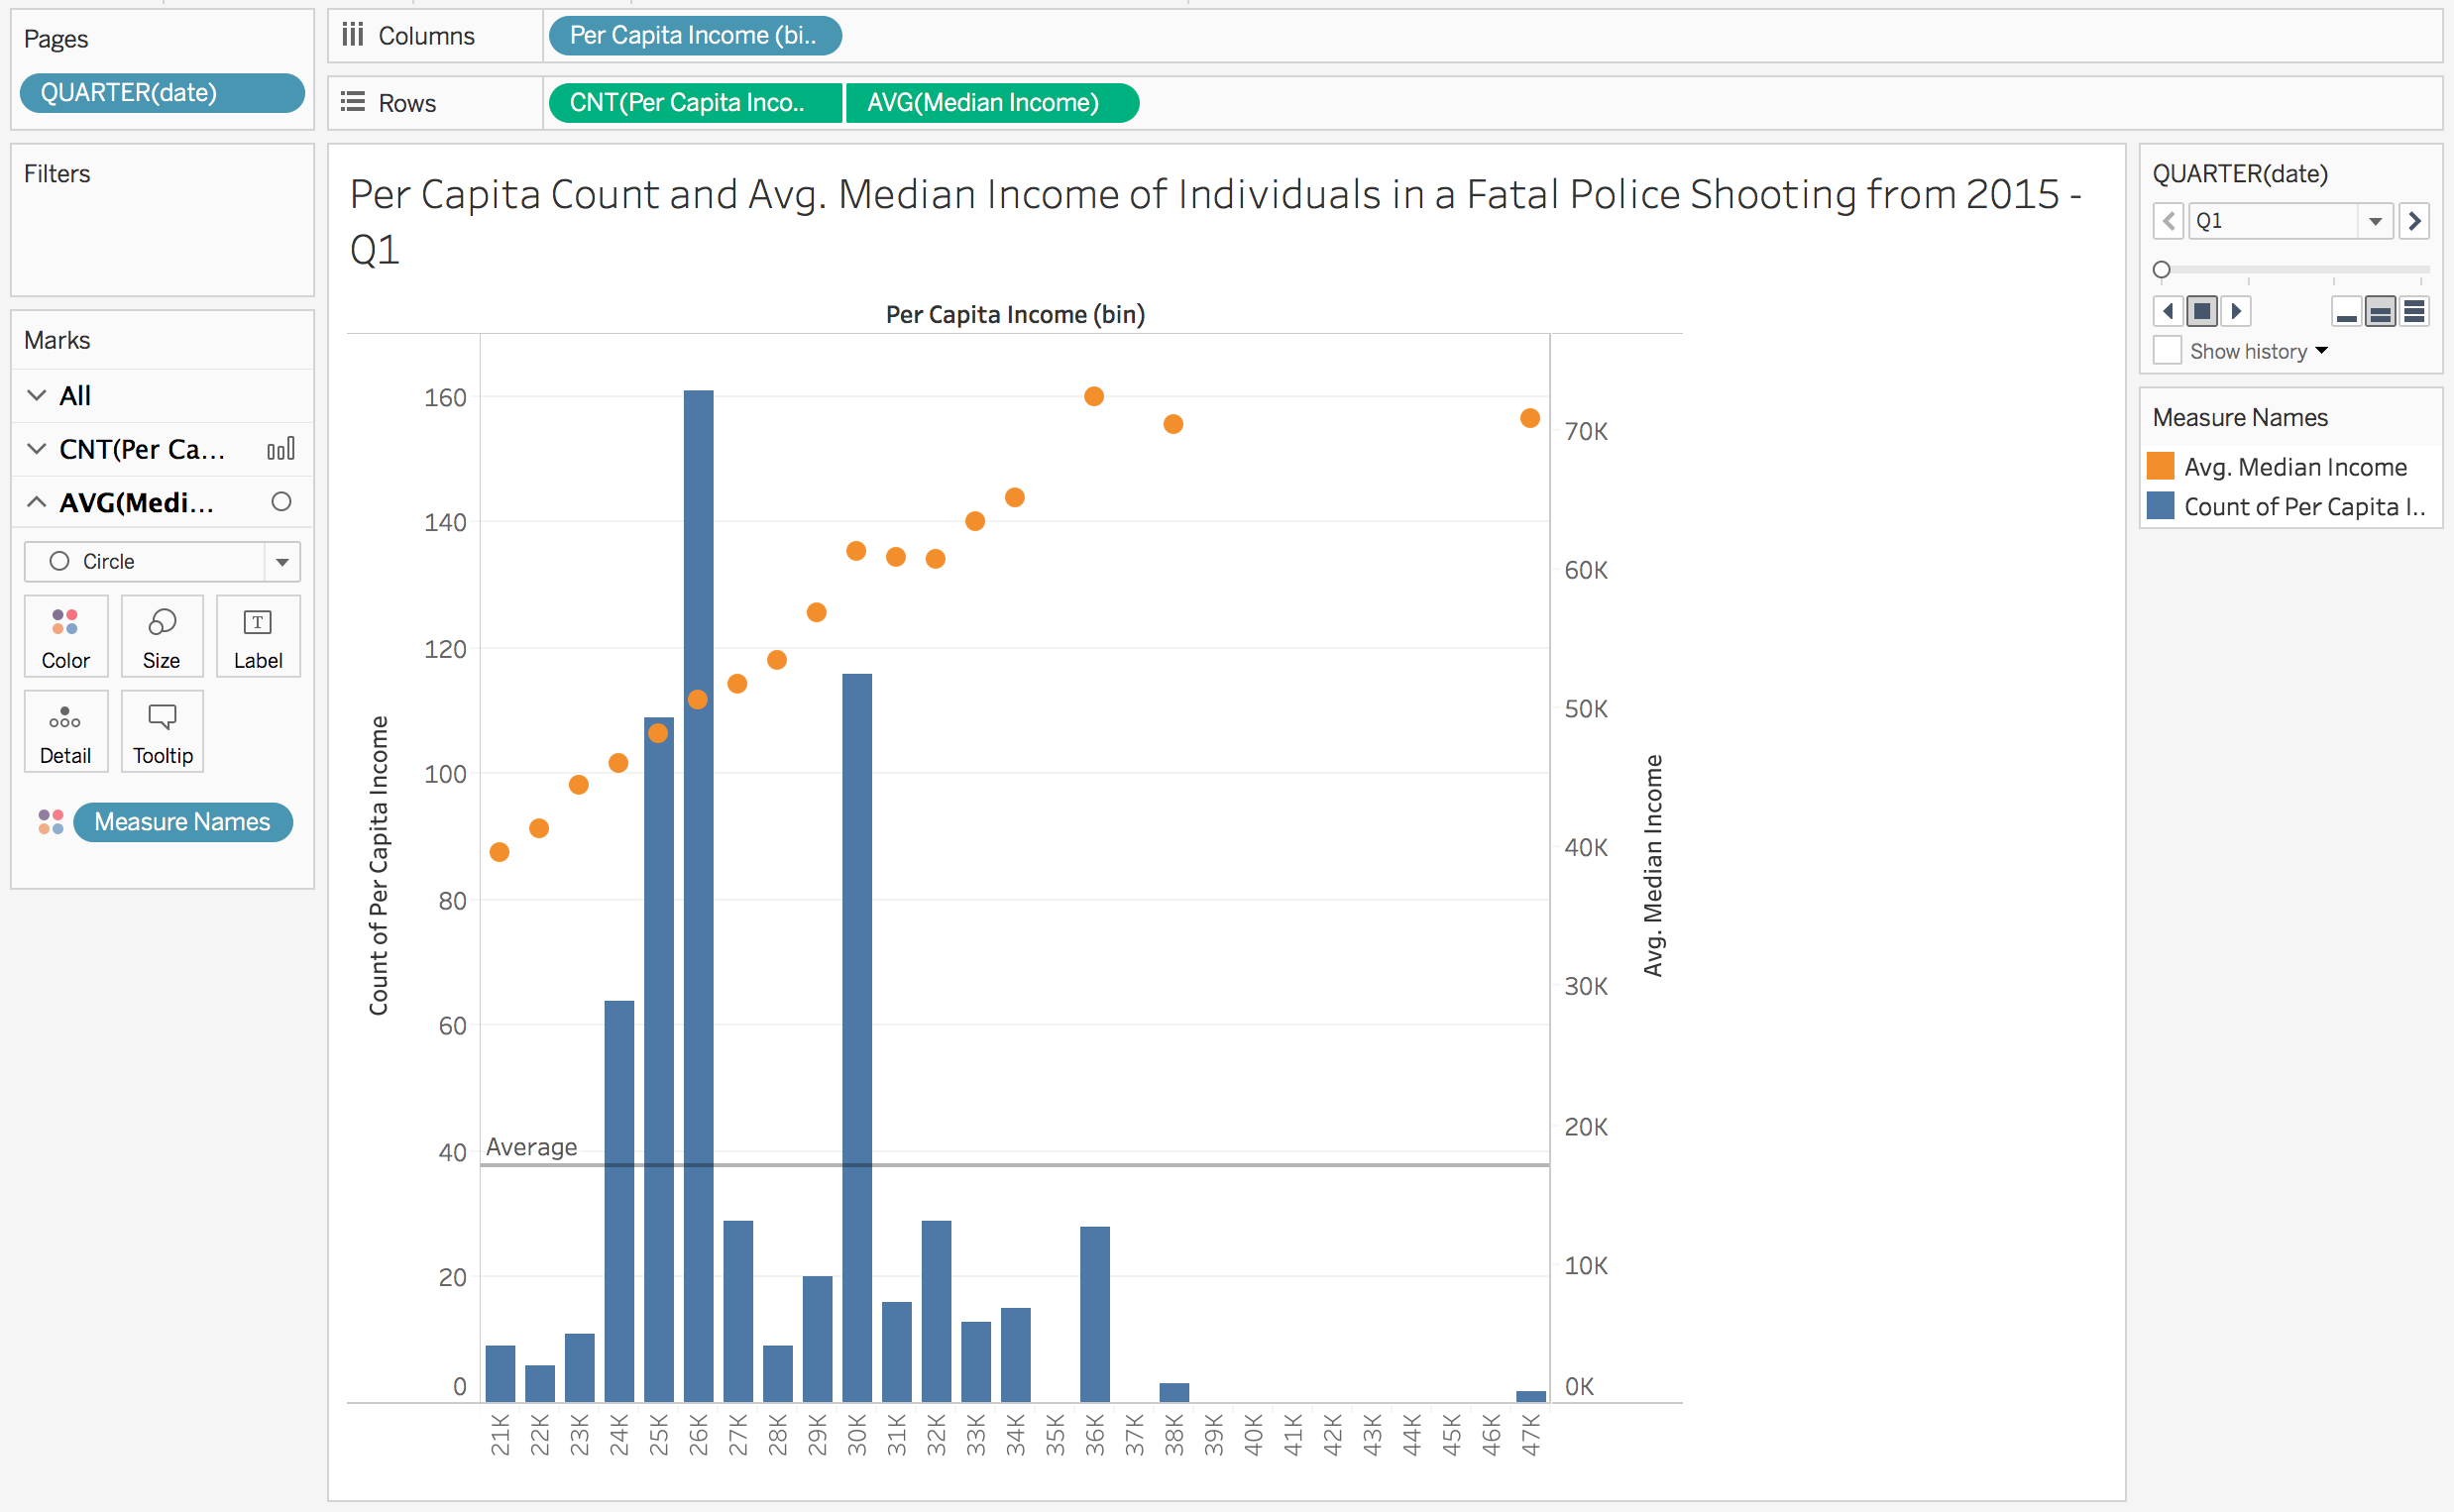 Pages
QUARTER(date)
Columns
Per Capita Income (bi..
Rows
CNT(Per Capita Inco..
AVG(Median Income)
Filters
Marks
All
CNT(Per Ca...
AVG(Medi...
Circle
Color
Size
Label
Detail
Tooltip
Measure Names
Per Capita Count and Avg. Median Income of Individuals in a Fatal Police Shooting from 2015 -
Q1
Per Capita Income (bin)
Count of Per Capita Income
160
140
120
100
80
60
40
20
0
Average
70K
60K
50K
40K
30K
20K
10K
0K
Avg. Median Income
21K
22K
23K
24K
25K
26K
27K
28K
29K
30K
31K
32K
33K
34K
35K
36K
37K
38K
39K
40K
41K
42K
43K
44K
45K
46K
47K
QUARTER(date)
Q1
Show history
Measure Names
Avg. Median Income
Count of Per Capita I..